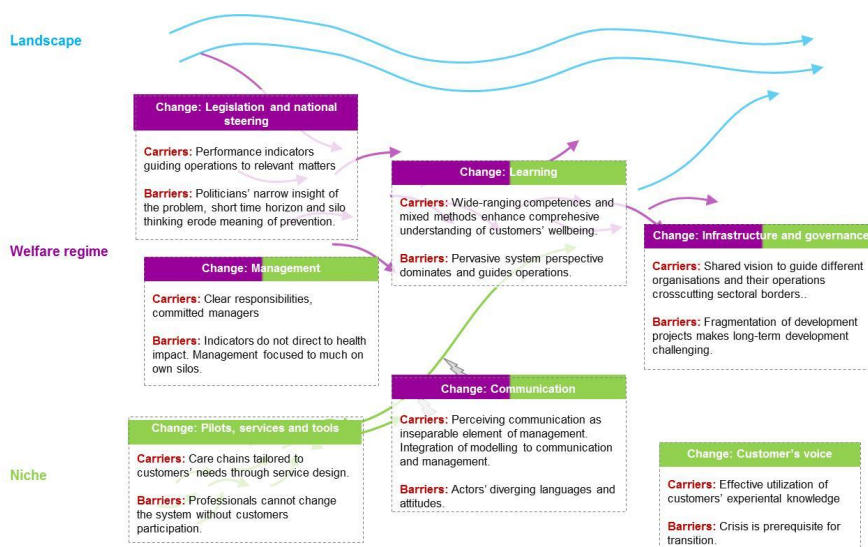 Landscape
Change: Legislation and national
steering
Carriers: Performance indicators
guiding operations to relevant matters
Barriers: Politicians' narrow insight of
the problem, short time horizon and silo
thinking erode meaning of prevention.
Change: Learning
Carriers: Wide-ranging competences and
mixed methods enhance comprehesive
understanding of customers' wellbeing.
Barriers: Pervasive system perspective
dominates and guides operations.
Welfare regime
Change: Infrastructure and governance
Carriers: Shared vision to guide different
organisations and their operations
crosscutting sectoral borders..
Barriers: Fragmentation of development
projects makes long-term development
challenging.
Change: Management
Carriers: Clear responsibilities,
committed managers
Barriers: Indicators do not direct to health
impact. Management focused to much on
own silos.
Change: Communication
Carriers: Perceiving communication as
inseparable element of management.
Integration of modelling to communication
and management.
Barriers: Actors' diverging languages and
attitudes.
Niche
Change: Pilots, services and tools
Carriers: Care chains tailored to
customers' needs through service design.
Barriers: Professionals cannot change
the system without customers
participation.
Change: Customer's voice
Carriers: Effective utilization of
customers' experiential knowledge
Barriers: Crisis is prerequisite for
transition.